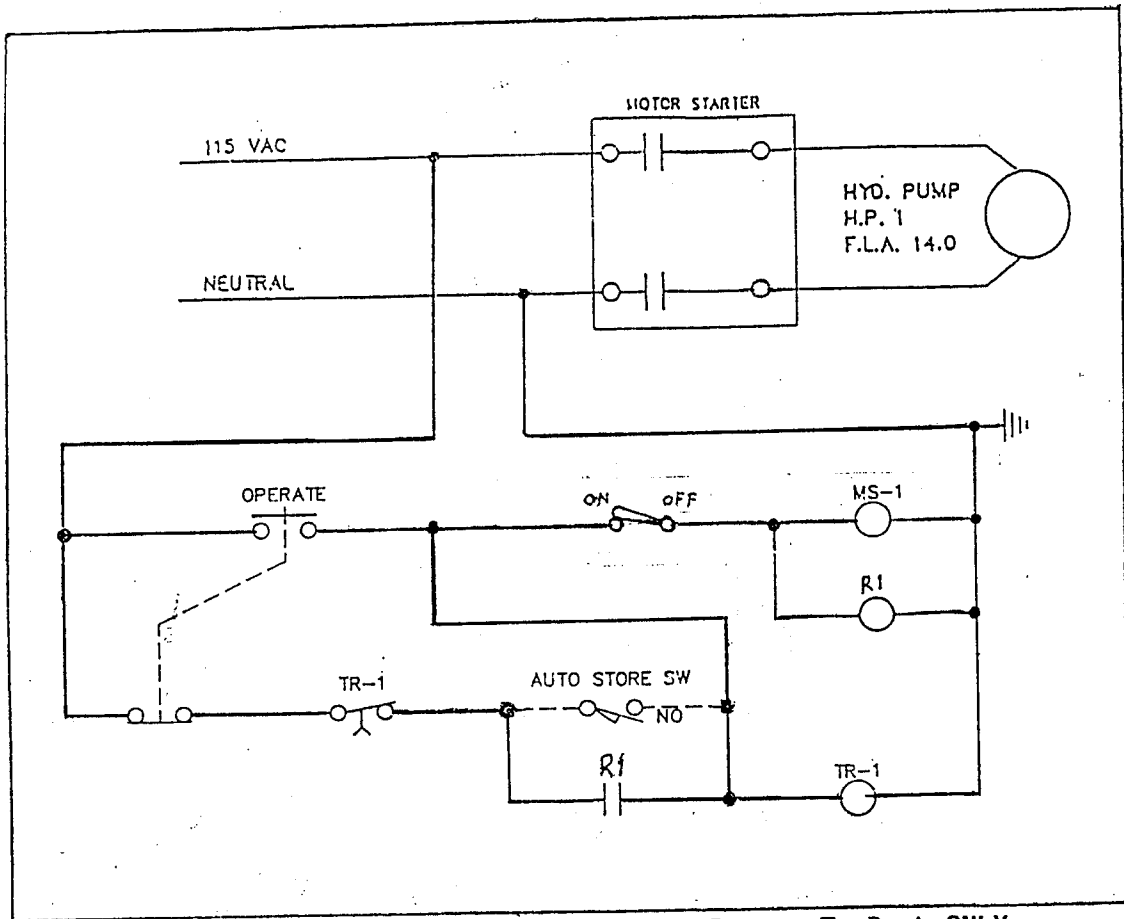 MOTOR STARTER
115 VAC
HYD. PUMP
H.P. 1
F.L.A. 14.0
NEUTRAL
OPERATE
ON OFF
MS-1
R1
TR-1
AUTO STORE SW
NO
R1
TR-1
ONLY